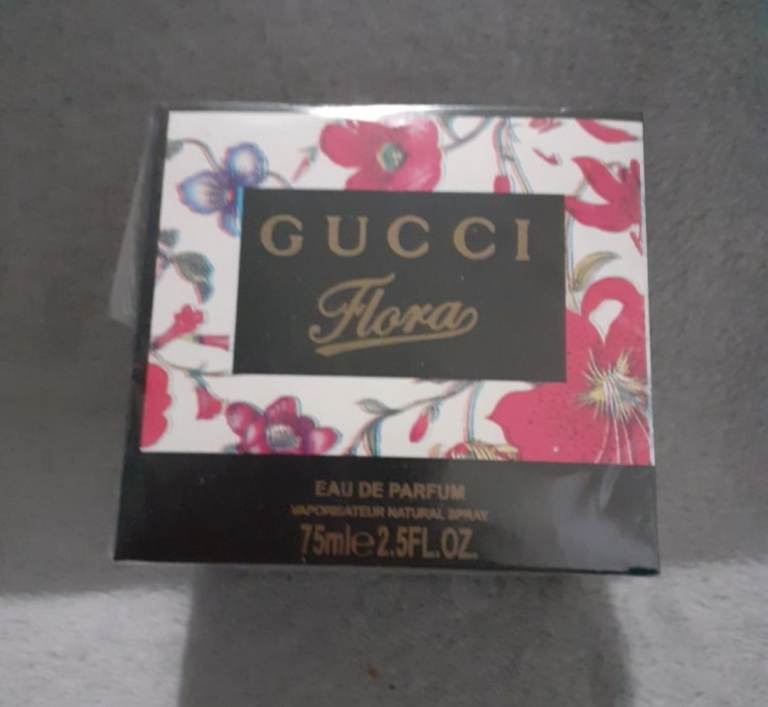 GUCCI
Flora
EAU DE PARFUM
VAPORISATEUR NATURAL SPRAY
75ml℮2.5FL.OZ.